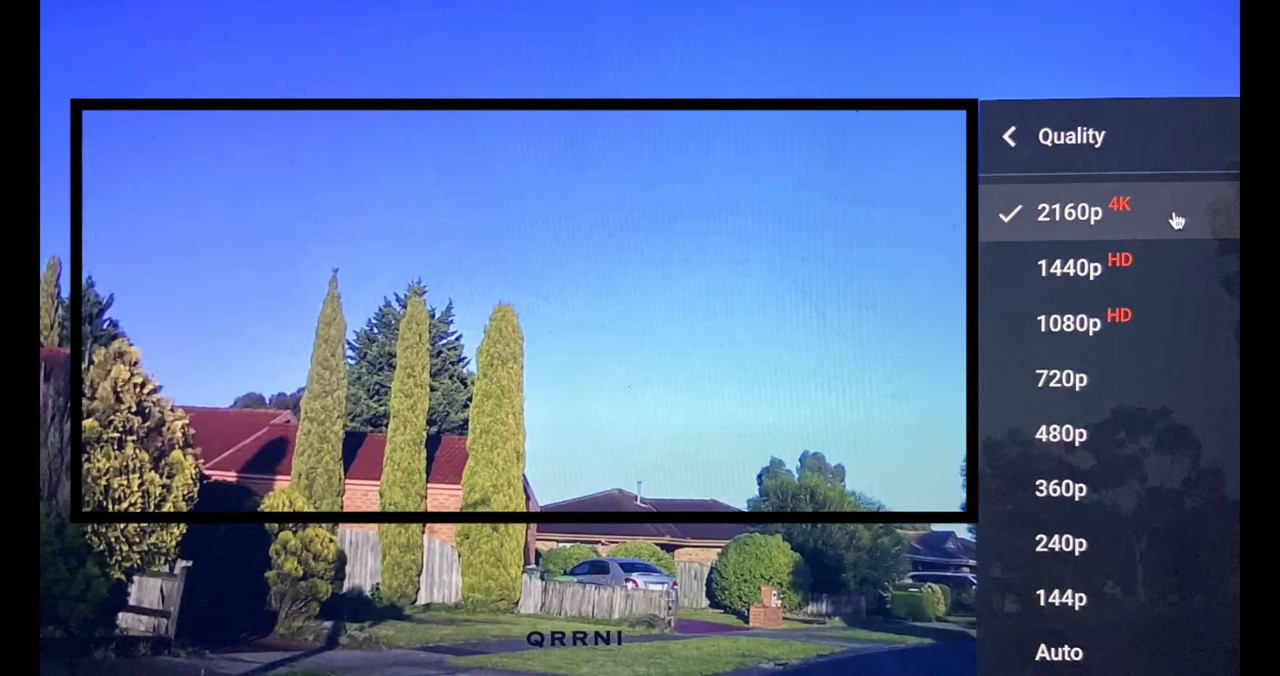 Quality
2160p 4K
1440p HD
1080p HD
720p
480p
360p
240p
144p
Auto
QRRNI